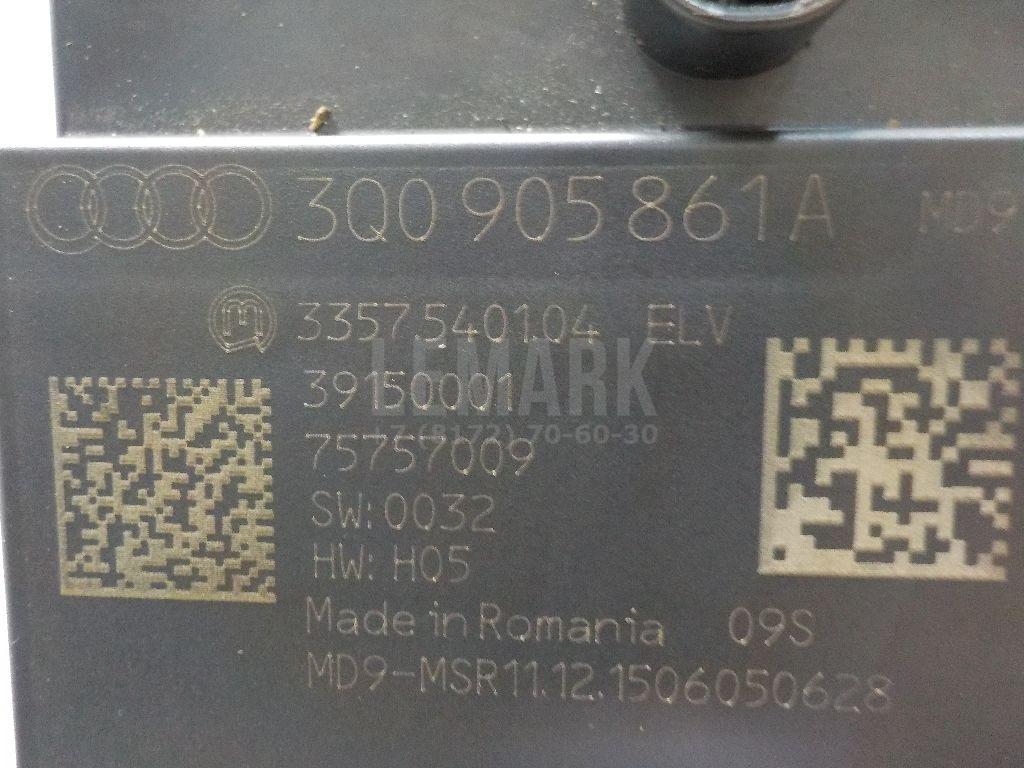 3Q0 905 861A MD9
3357540104 ELV
LEMARK
39150001
+7 (8172) 70-60-30
75757009
SW: 0032
HW: H05
Made in Romania 09S
MD9-MSR11.12.1506050628